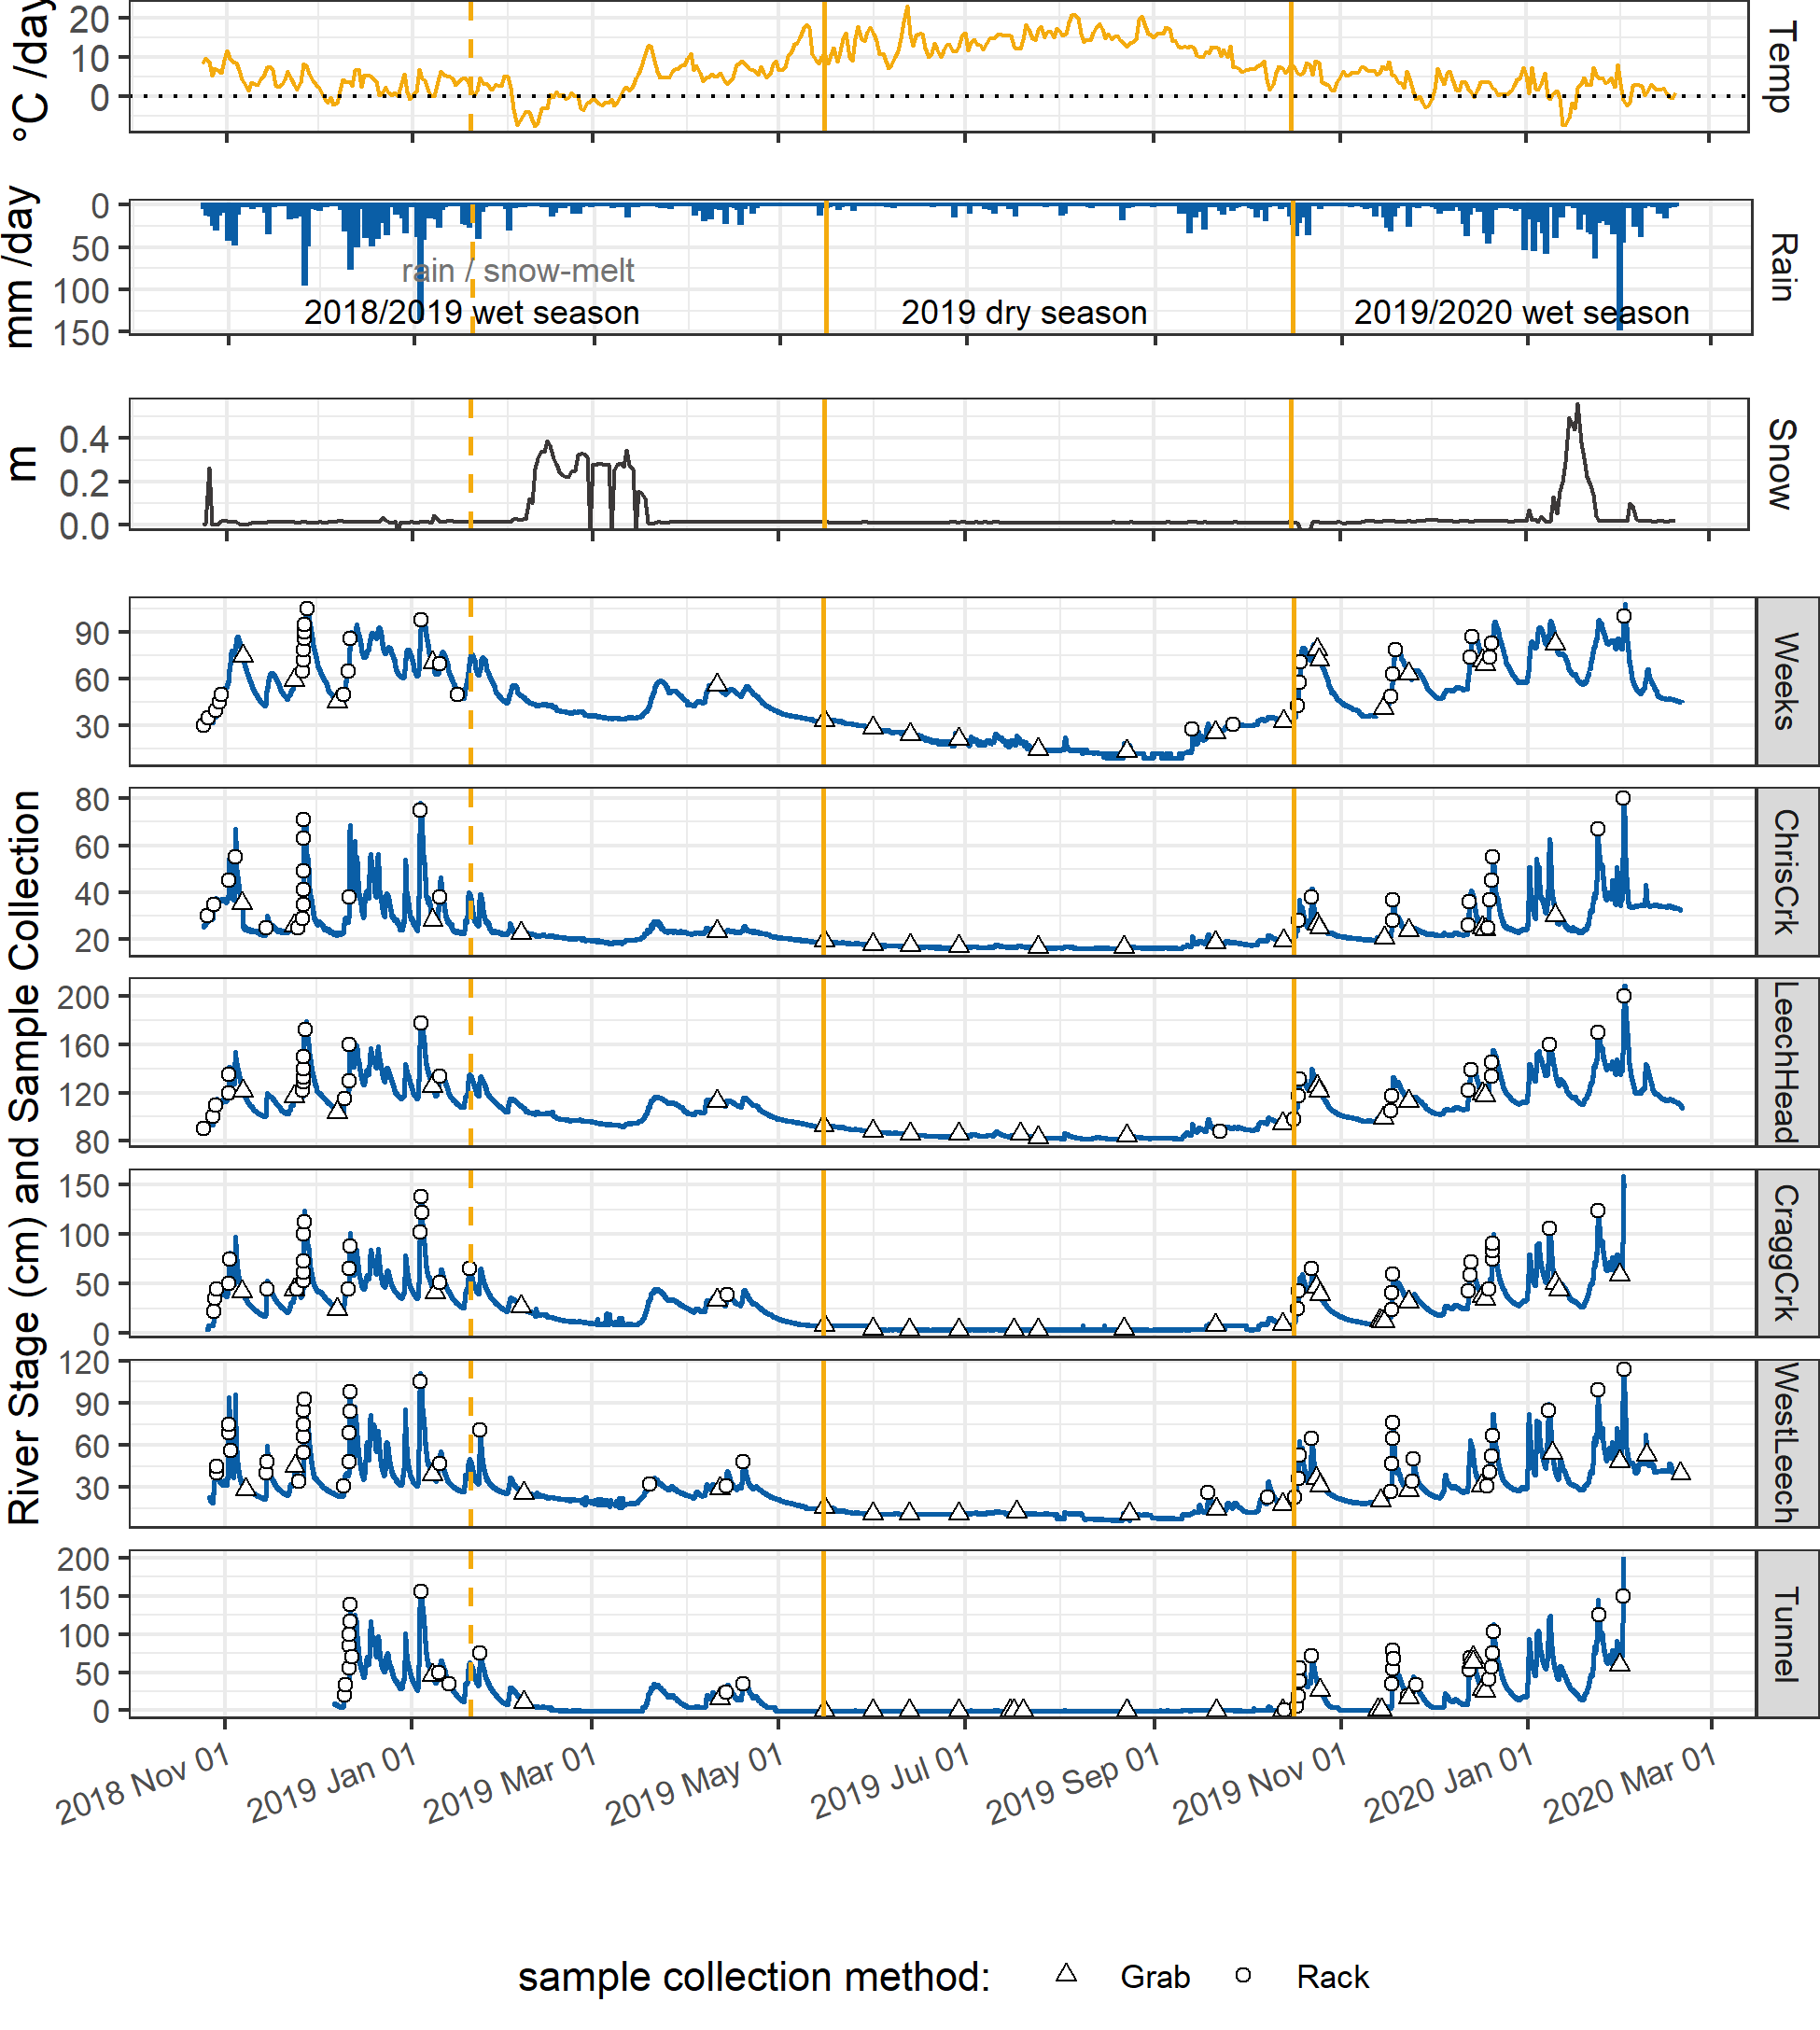 °C /day
20
10
0
Temp
mm /day
0
50
100
150
rain / snow-melt
2018/2019 wet season
2019 dry season
2019/2020 wet season
Rain
m
0.4
0.2
0.0
Snow
River Stage (cm) and Sample Collection
90
60
30
Weeks
80
60
40
20
ChrisCrk
200
160
120
80
LeechHead
150
100
50
0
CraggCrk
120
90
60
30
WestLeech
200
150
100
50
0
Tunnel
2018 Nov 01
2019 Jan 01
2019 Mar 01
2019 May 01
2019 Jul 01
2019 Sep 01
2019 Nov 01
2020 Jan 01
2020 Mar 01
sample collection method: Grab Rack